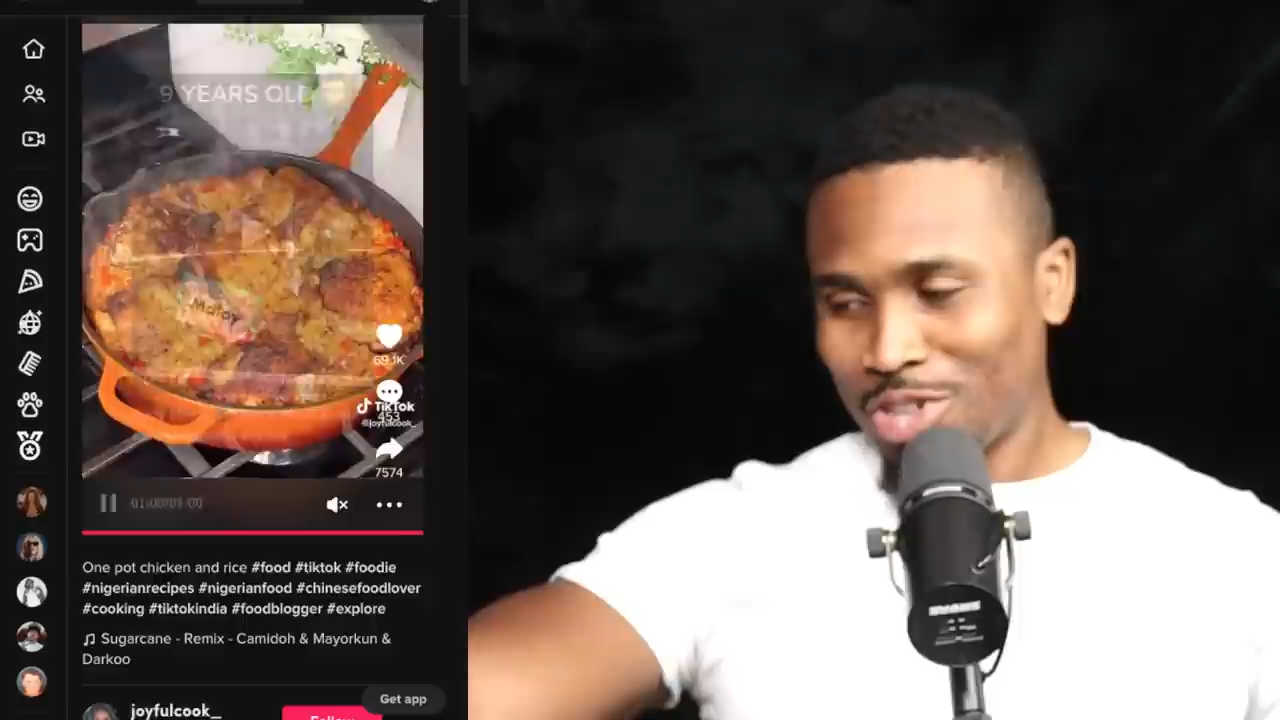 9 YEARS OLD
69.1K
TikTok
453
@joyfulcook_
7574
One pot chicken and rice #food #tiktok #foodie
#nigerianrecipes #nigerianfood #chinesefoodlover
#cooking #tiktokindia #foodblogger #explore
Sugarcane - Remix - Camidoh & Mayorkun &
Darkoo
Get app
joyfulcook_
Follow